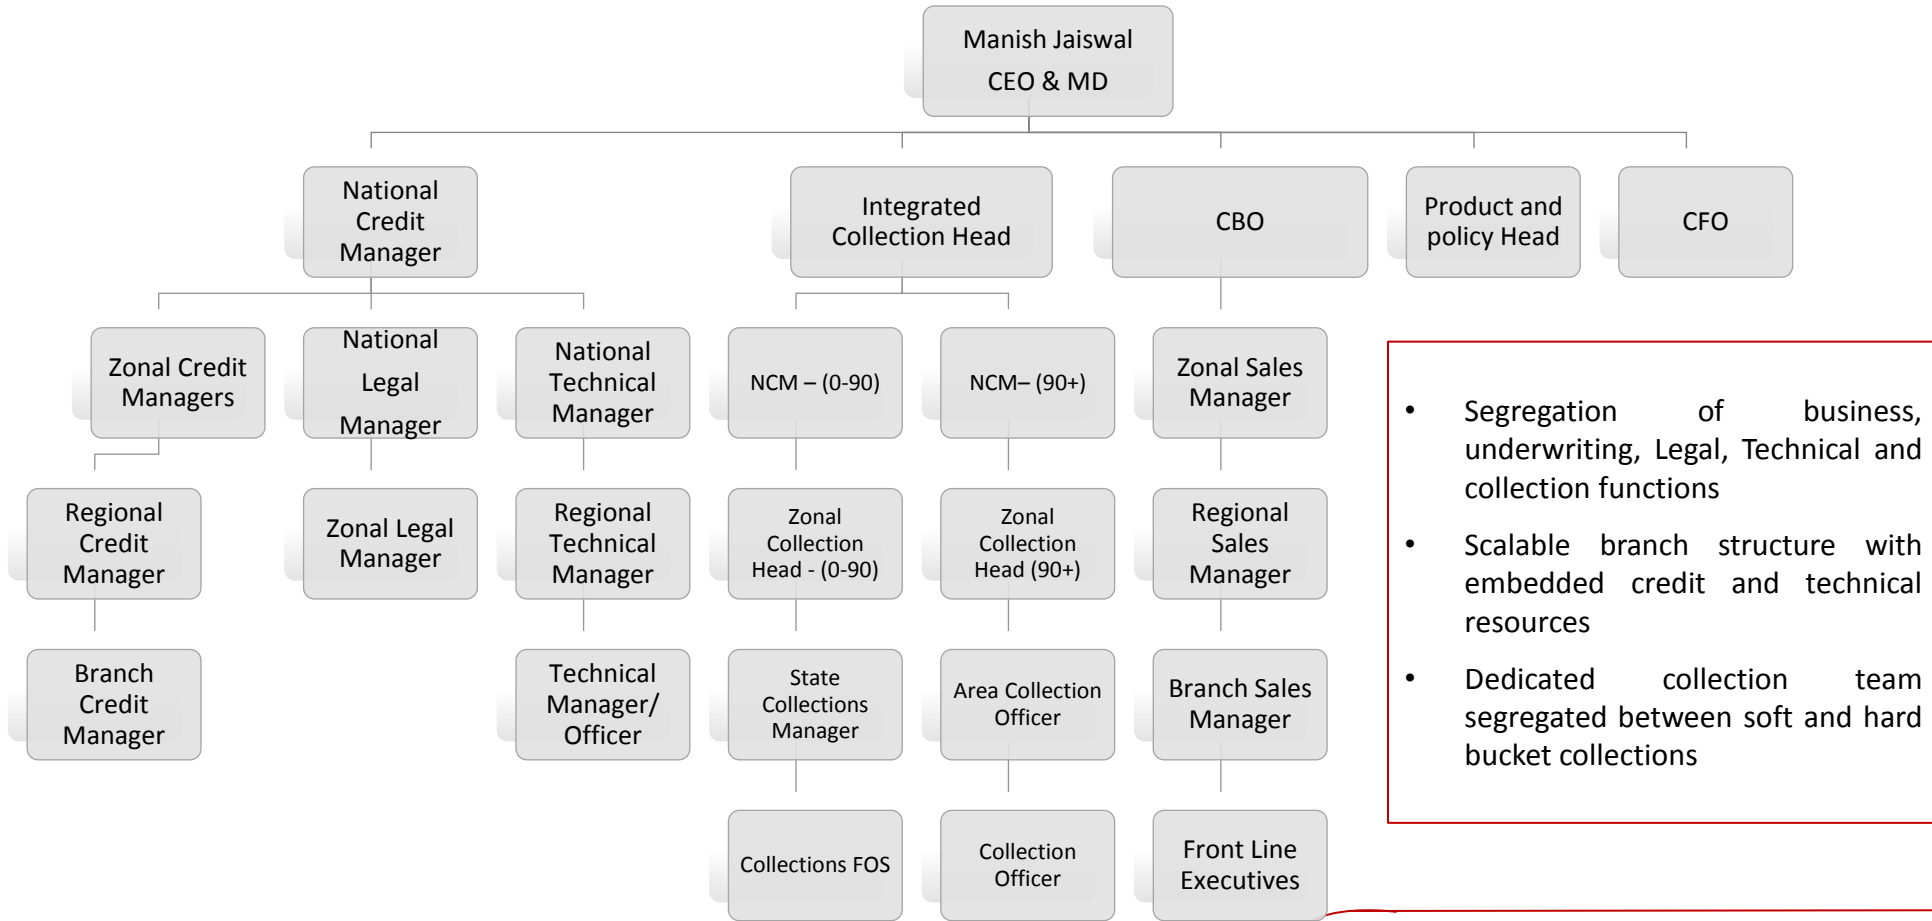 Manish Jaiswal
CEO & MD
National
Credit
Manager
Integrated
Collection Head
CBO
Product and
policy Head
CFO
Zonal Credit
Managers
National
Legal
Manager
National
Technical
Manager
NCM – (0-90)
NCM– (90+)
Zonal Sales
Manager
Regional
Credit
Manager
Zonal Legal
Manager
Regional
Technical
Manager
Zonal
Collection
Head - (0-90)
Zonal
Collection
Head (90+)
Regional
Sales
Manager
Branch
Credit
Manager
Technical
Manager/
Officer
State
Collections
Manager
Area Collection
Officer
Branch Sales
Manager
Collections FOS
Collection
Officer
Front Line
Executives
• Segregation of business,
underwriting, Legal, Technical and
collection functions
• Scalable branch structure with
embedded credit and technical
resources
• Dedicated collection team
segregated between soft and hard
bucket collections